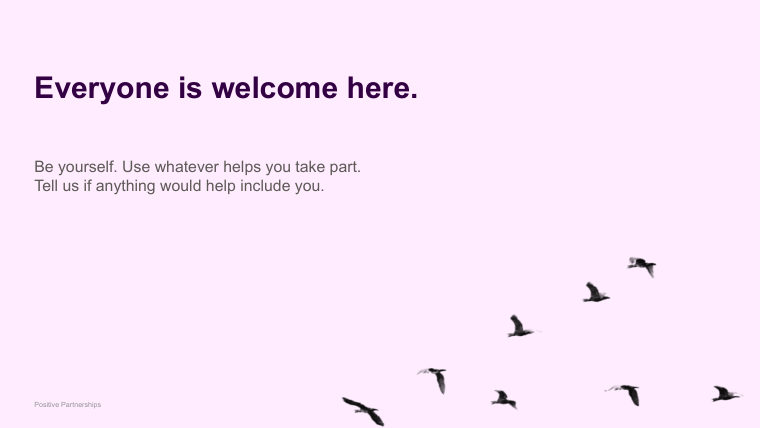 Everyone is welcome here.
Be yourself. Use whatever helps you take part.
Tell us if anything would help include you.
Positive Partnerships